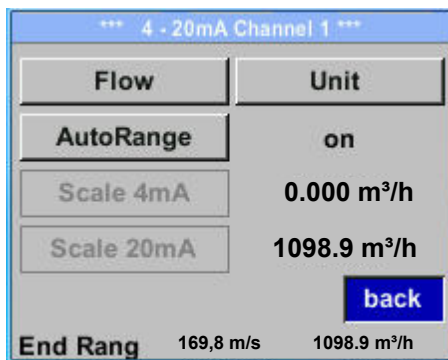 *** 4 - 20mA Channel 1 ***
Flow Unit
AutoRange on
Scale 4mA 0.000 m³/h
Scale 20mA 1098.9 m³/h
back
End Rang 169,8 m/s 1098.9 m³/h